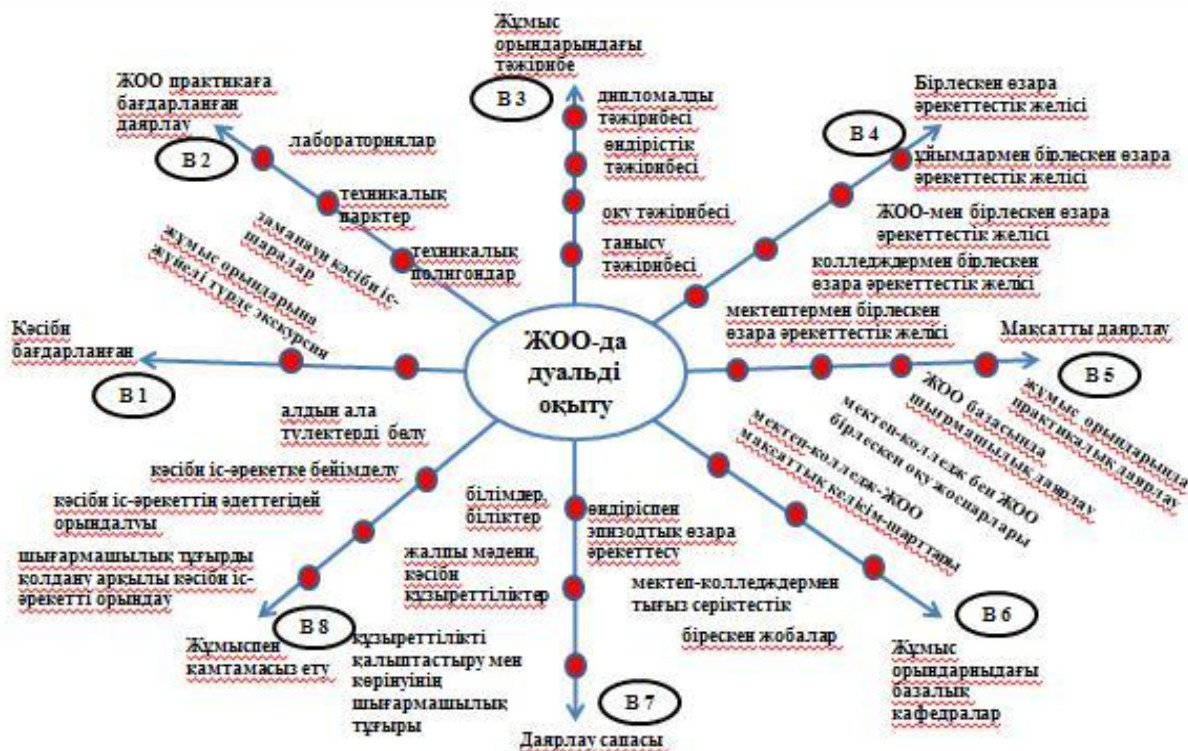 Жұмыс
орындарындағы
тәжірибе
В 3
ЖОО практикаға
бағдарланған
даярлау
В 2
лабораториялар
техникалық
парктер
техникалық
полигондар
дипломалды
тәжірибесі
өндірістік
тәжірибесі
оқу тәжірибесі
танысу
тәжірибесі
Бірлескен өзара
әрекеттестік желісі
В 4
ұйымдармен бірлескен өзара
әрекеттестік желісі
ЖОО-мен бірлескен өзара
әрекеттестік желісі
колледждермен бірлескен
өзара әрекеттестік желісі
мектептермен бірлескен
өзара әрекеттестік желісі
заманауи кәсіби іс-
шаралар
жұмыс орындарына
жүйелі түрде экскурсия
Кәсіби
бағдарланған
В 1
ЖОО-да
дуальді
оқыту
Мақсатты даярлау
В 5
жұмыс орындарында
практикалық даярлау
ЖОО базасында
шығрмашылық даярлау
мектеп-колледж бен ЖОО
бірлескен оқу жоспарлары
мектеп-колледж-ЖОО
мақсаттық келісім-шарттары
алдын ала
түлектерді бөлу
кәсіби іс-әрекетке бейімделу
кәсіби іс-әрекеттің әдеттегідей
орындалуы
шығармашылық тұғырды
қолдану арқылы кәсіби іс-
әрекетті орындау
В 8
Жұмыспен
қамтамасыз ету
білімдер,
біліктер
жалпы мәдени,
кәсіби
құзыреттіліктер
құзыреттілікті
қалыптастыру мен
көрінуінің
шығармашылық
тұғыры
В 7
Даярлау сапасы
өндіріспен
эпизодтық өзара
әрекеттесу
мектеп-колледждермен
тығыз серіктестік
біреcкен жобалар
В 6
Жұмыс
орындарныдағы
базалық
кафедралар